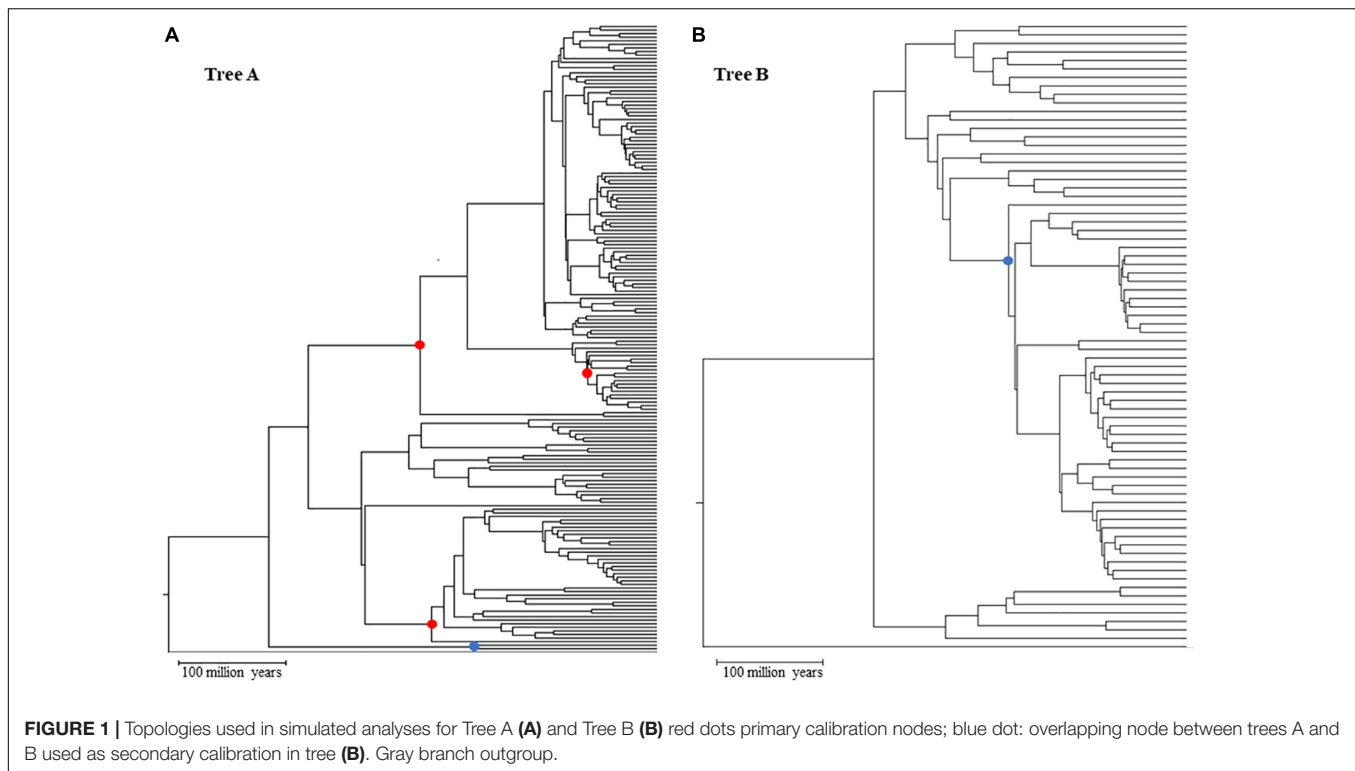 A
Tree A
100 million years
B
Tree B
100 million years
FIGURE 1 | Topologies used in simulated analyses for Tree A (A) and Tree B (B) red dots primary calibration nodes; blue dot: overlapping node between trees A and
B used as secondary calibration in tree (B). Gray branch outgroup.